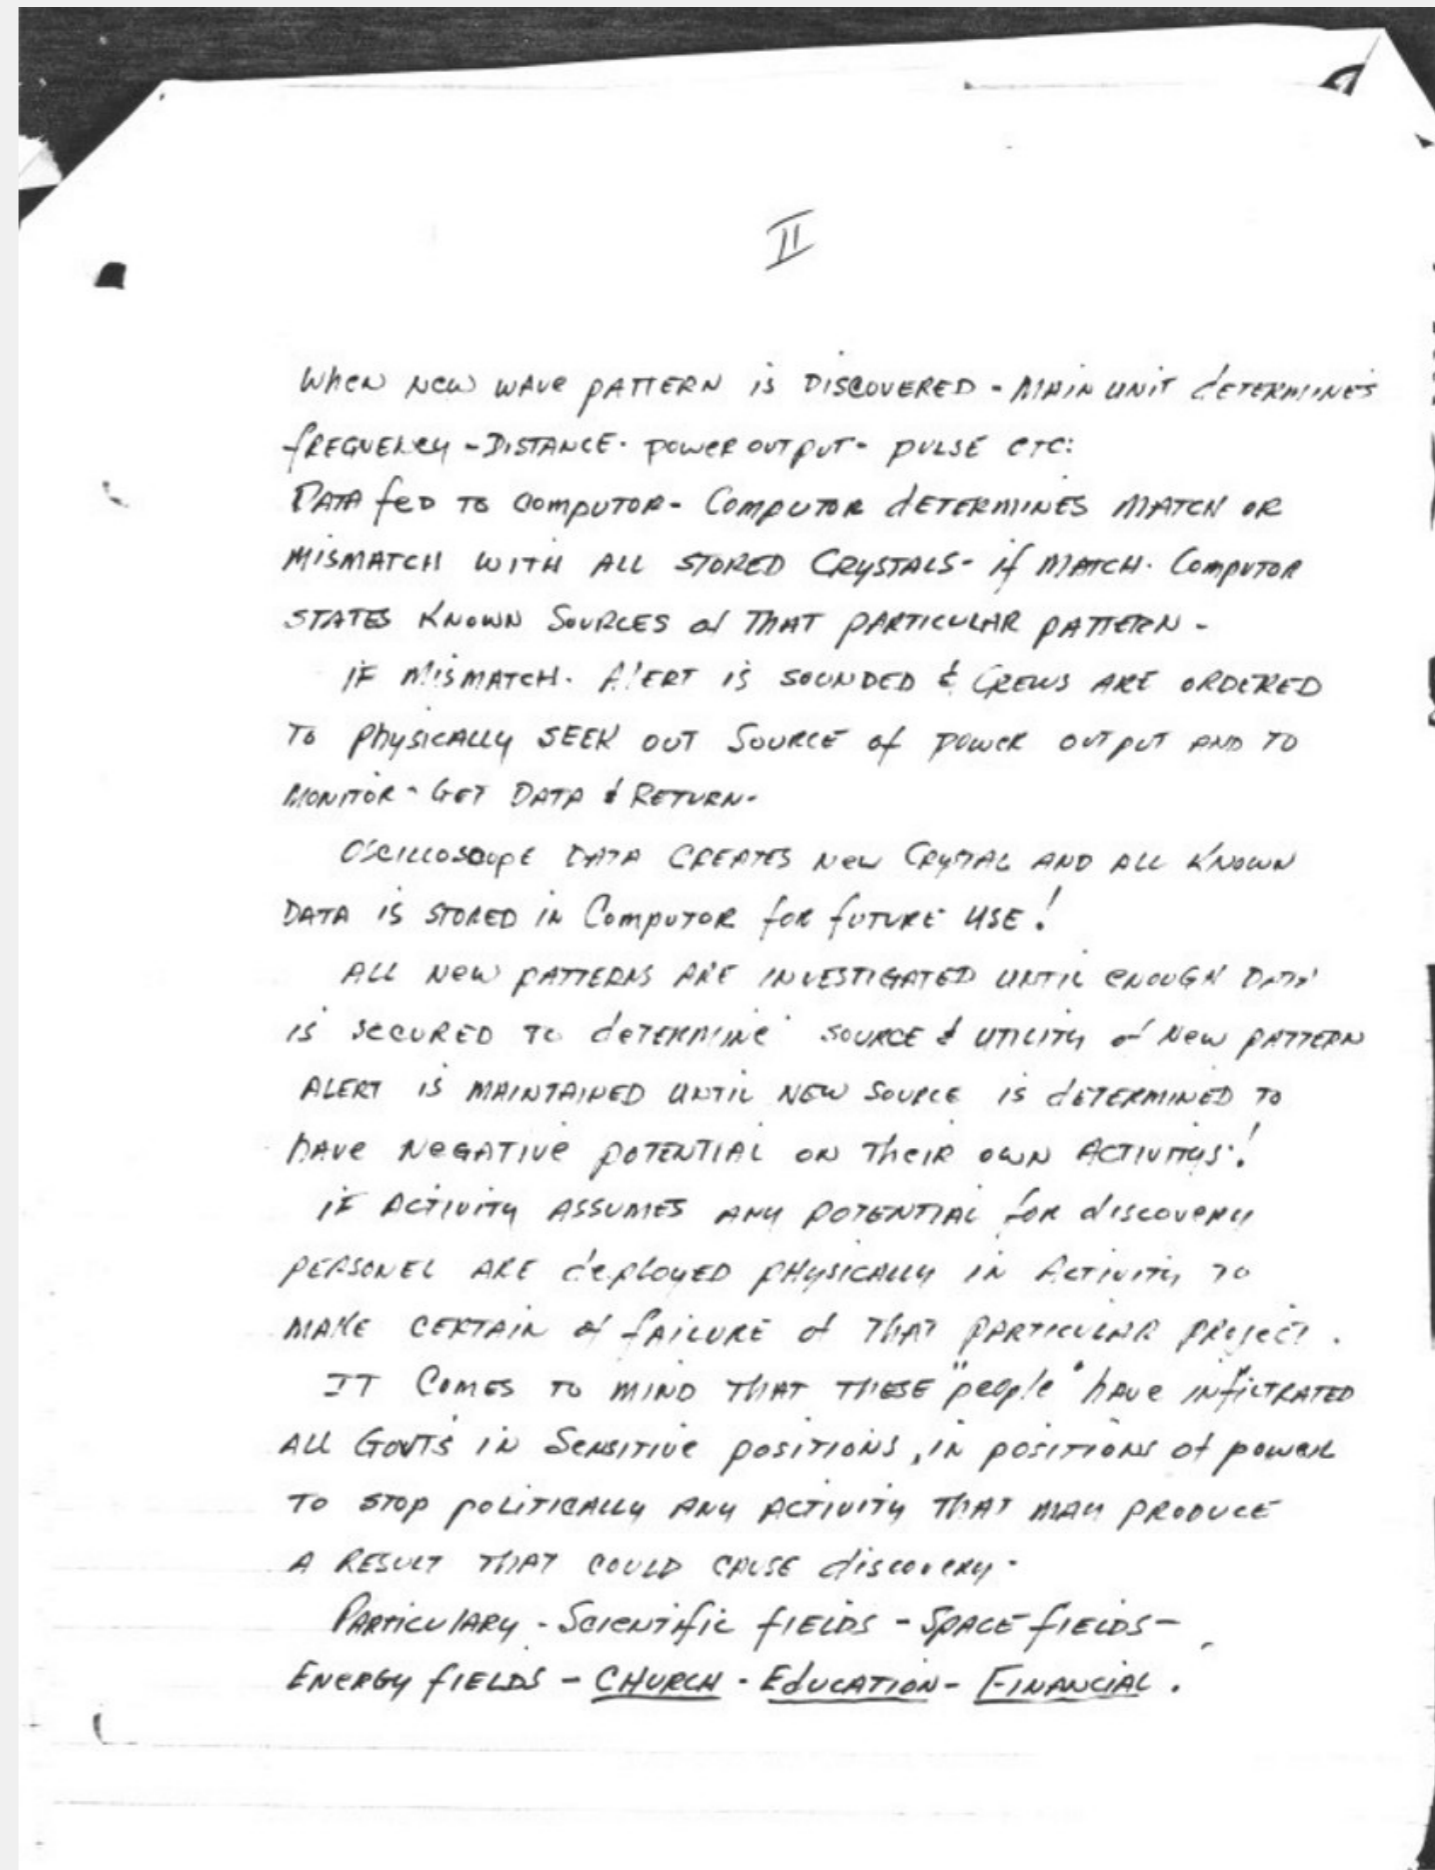 II
When new wave pattern is discovered - main unit determines
frequency - distance - power output - pulse etc:
Data fed to computor - Computor determines match or
mismatch with all stored crystals - if match. Computor
states known sources of that particular pattern -
if mismatch. Alert is sounded & crews are ordered
to physically seek out source of power output and to
monitor - get data & return -
Oscilloscope data creates new crystal and all known
data is stored in computor for future use!
All new patterns are investigated until enough data
is secured to determine source & utility of new pattern
Alert is maintained until new source is determined to
have negative potential on their own activitys!
if activity assumes any potential for discovery
personel are deployed physically in activity to
make certain of failure of that particular project.
It comes to mind that these "people" have infiltrated
all Govts in sensitive positions, in positions of power
to stop politically any activity that may produce
a result that could cause discovery -
Particulary - Scientific fields - Space fields -
Energy fields - CHURCH - Education - Financial.